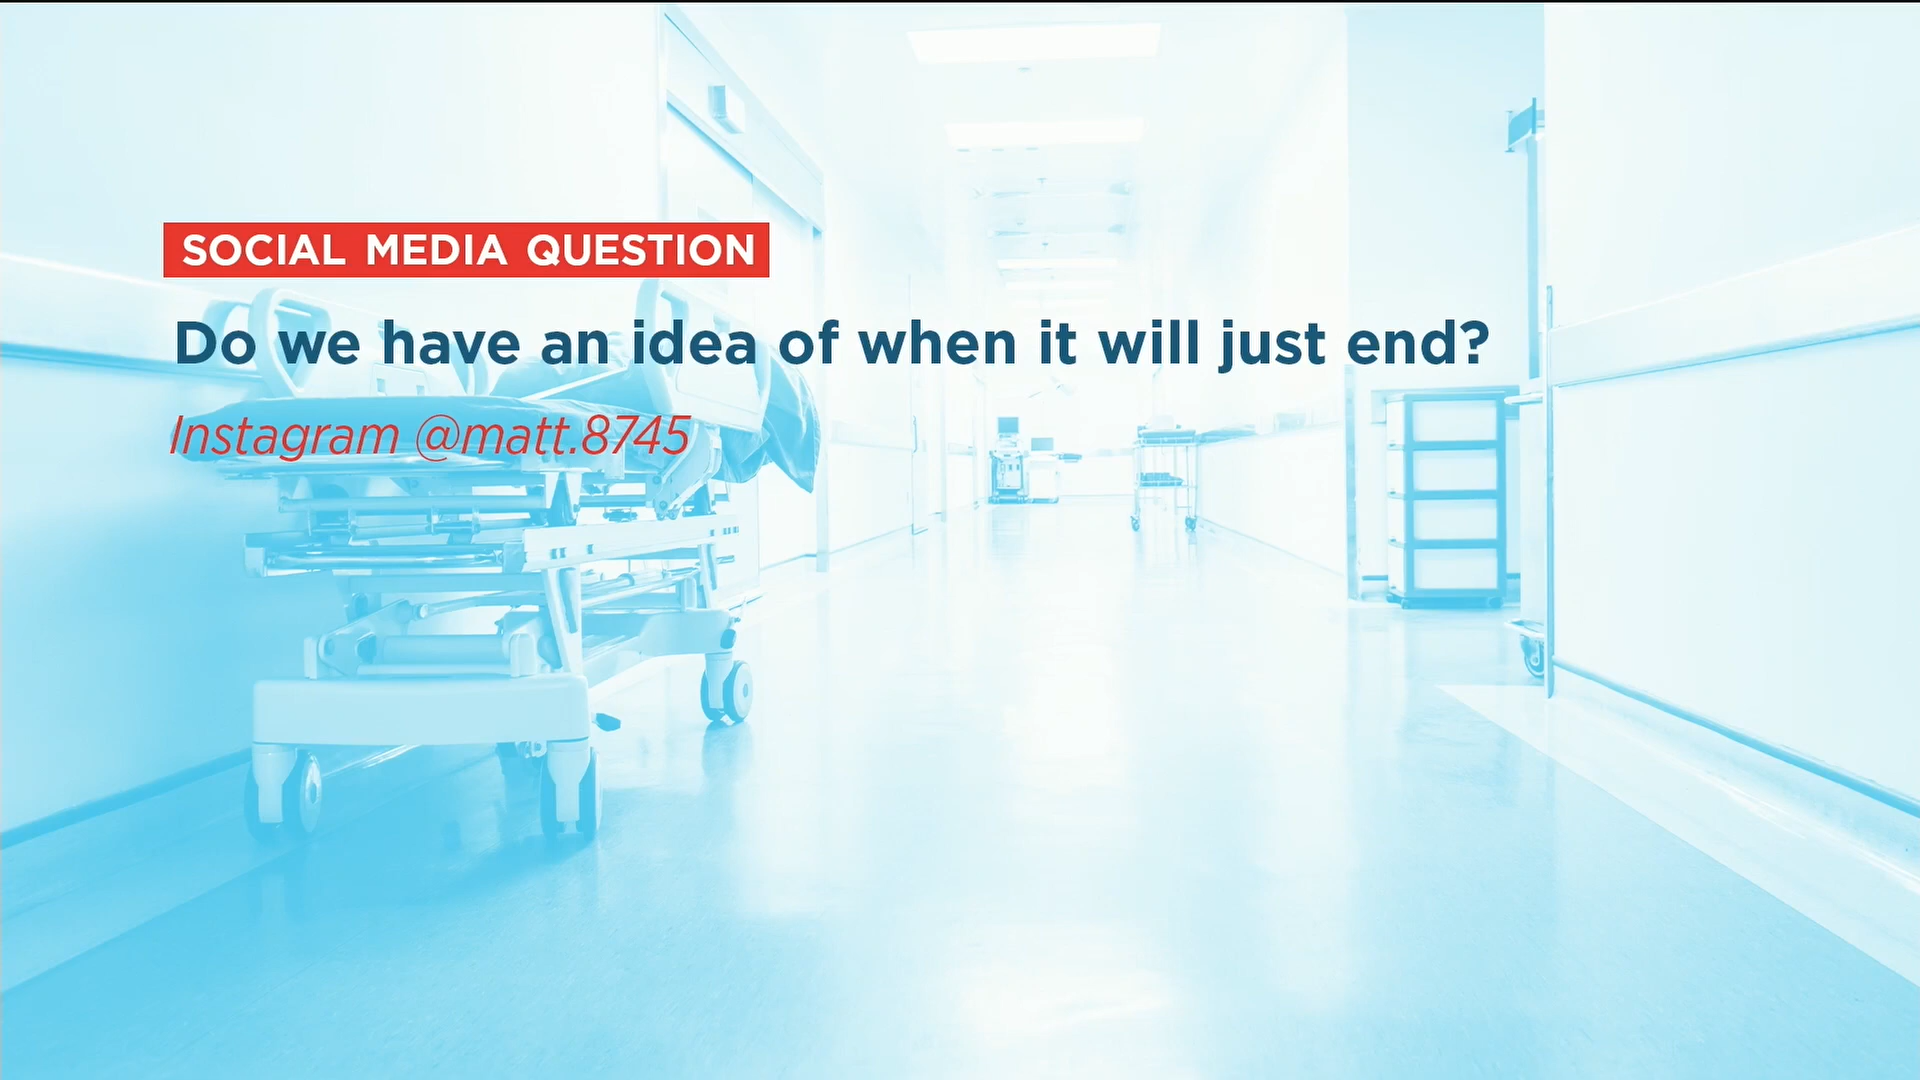 SOCIAL MEDIA QUESTION
Do we have an idea of when it will just end?
Instagram @matt.8745